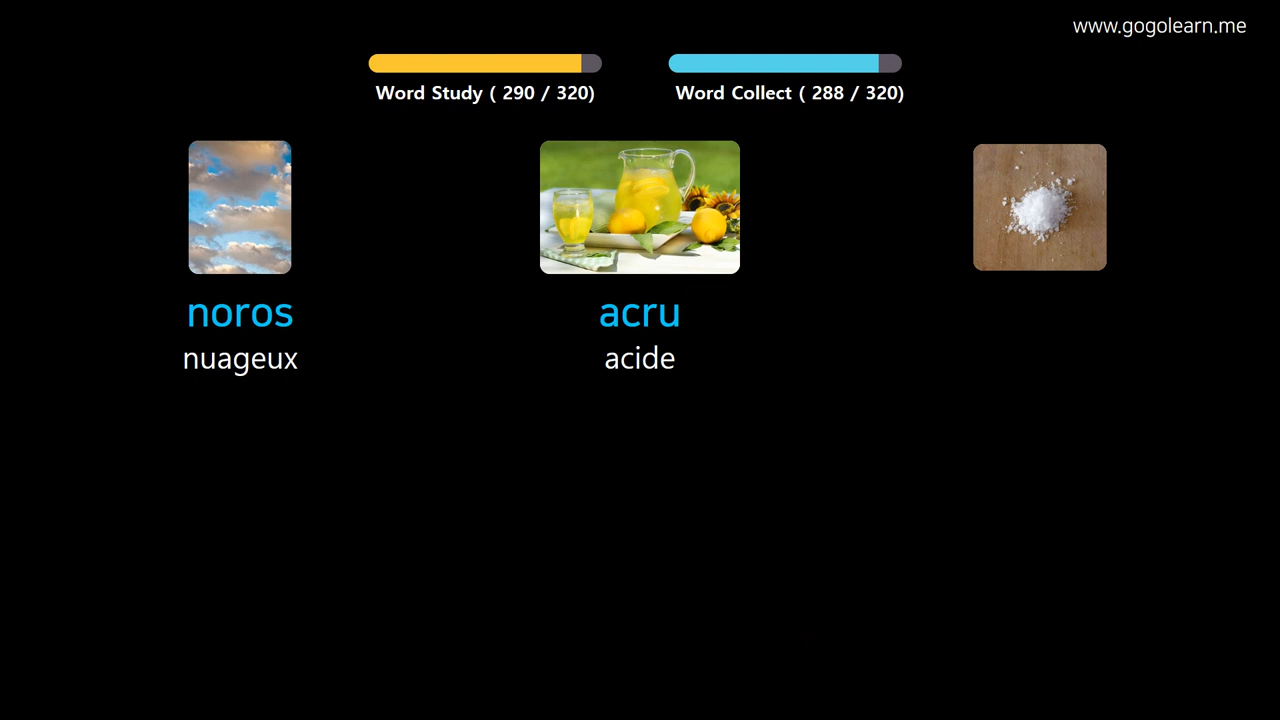 www.gogolearn.me
Word Study ( 290 / 320)
Word Collect ( 288 / 320)
noros
nuageux
acru
acide